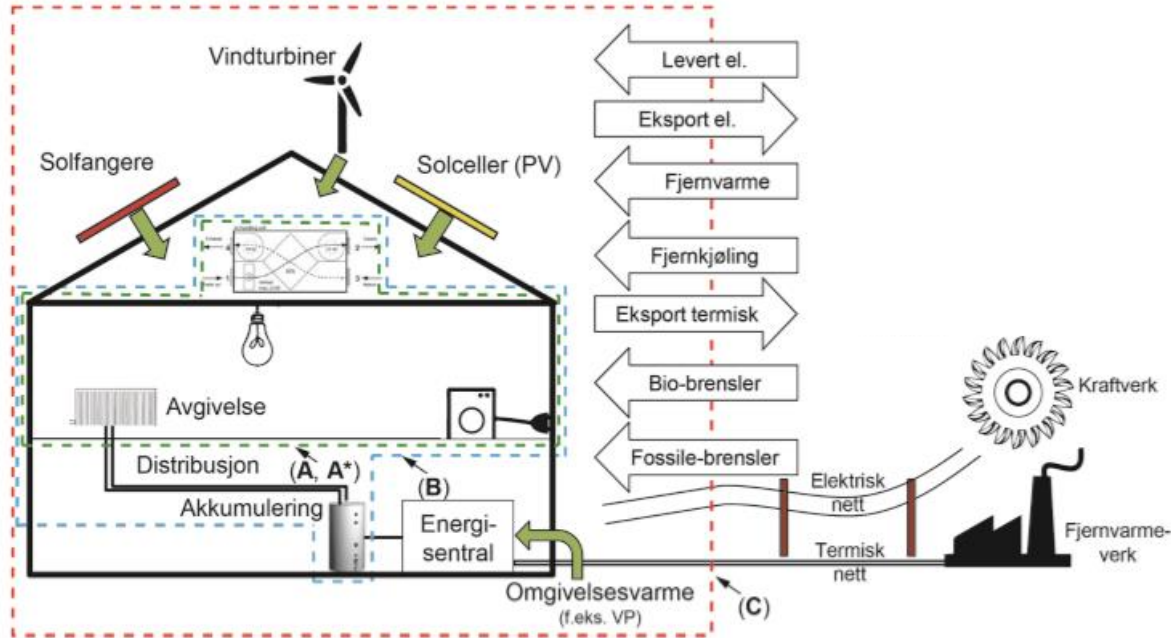 Vindturbiner
Solfangere
Solceller (PV)
Levert el.
Eksport el.
Fjernvarme
Fjernkjøling
Eksport termisk
Bio-brensler
Fossile-brensler
Avgivelse
Distribusjon
(A, A*)
Akkumulering
(B)
Energi-
sentral
Omgivelsesvarme
(f.eks. VP)
(C)
Kraftverk
Elektrisk
nett
Termisk
nett
Fjernvarme-
verk